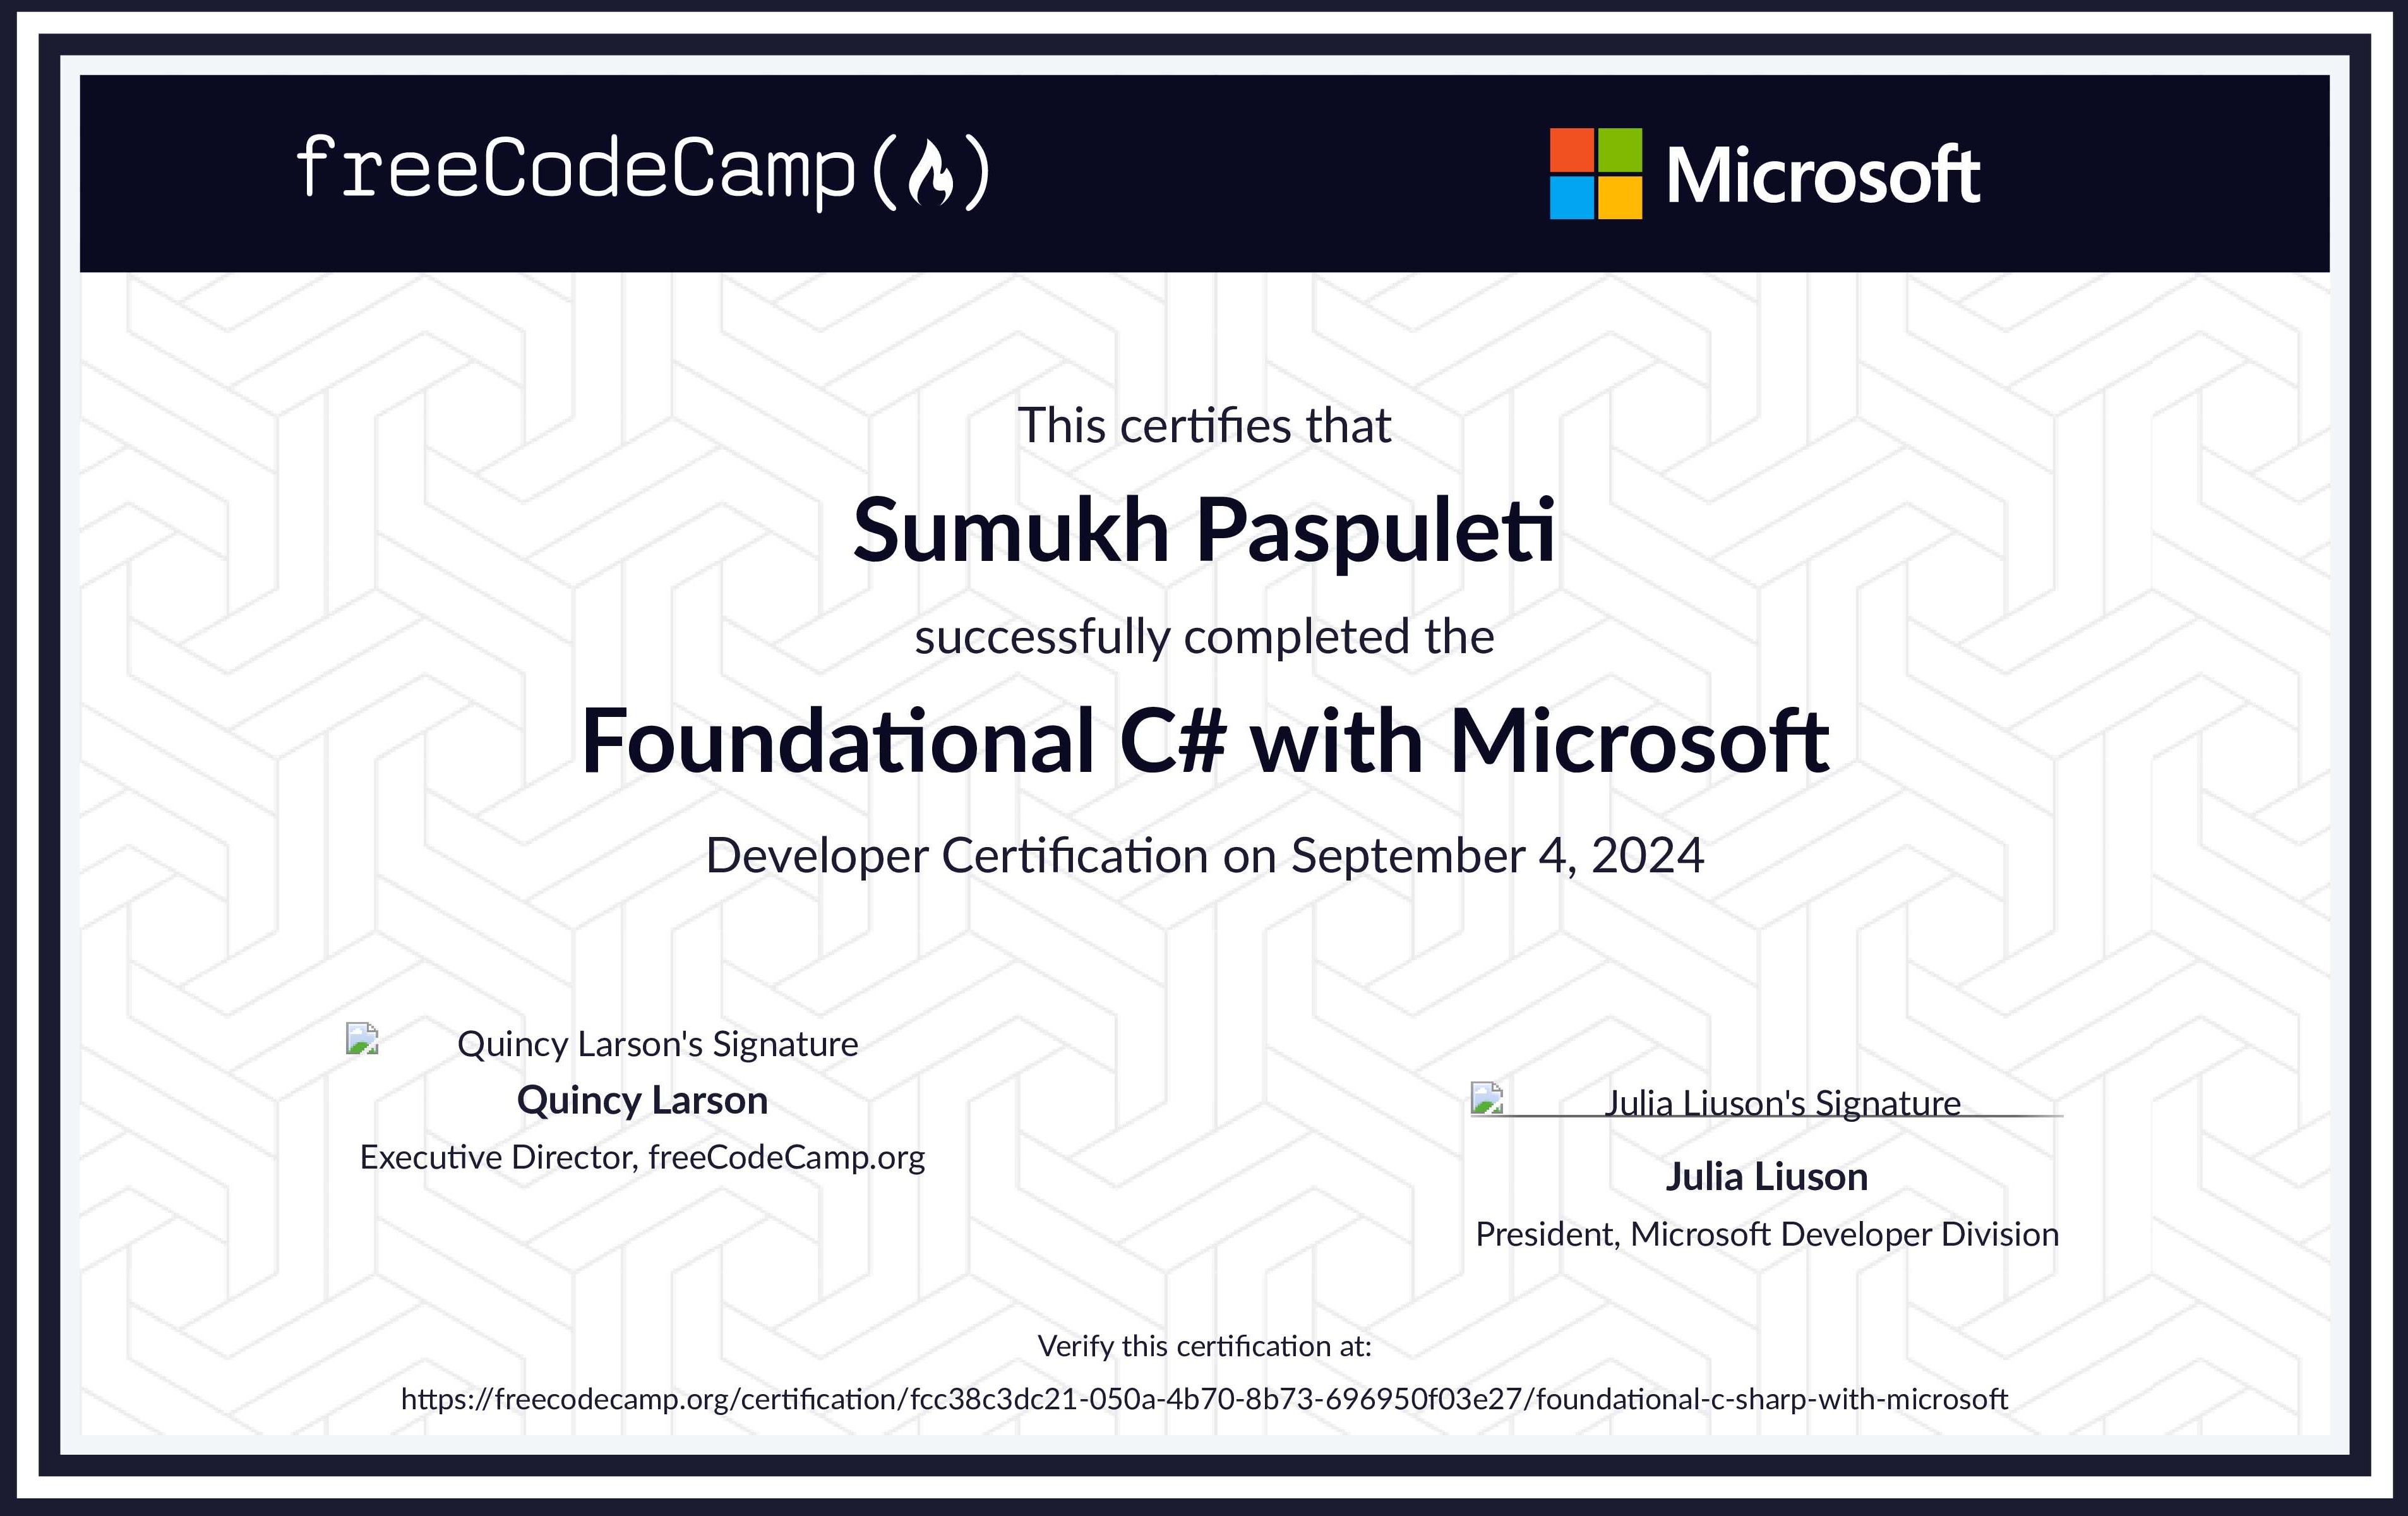 freeCodeCamp
Microsoft
This certifies that
Sumukh Paspuleti
successfully completed the
Foundational C# with Microsoft
Developer Certification on September 4, 2024
Quincy Larson's Signature
Quincy Larson
Executive Director, freeCodeCamp.org
Julia Liuson's Signature
Julia Liuson
President, Microsoft Developer Division
Verify this certification at:
https://freecodecamp.org/certification/fcc38c3dc21-050a-4b70-8b73-696950f03e27/foundational-c-sharp-with-microsoft